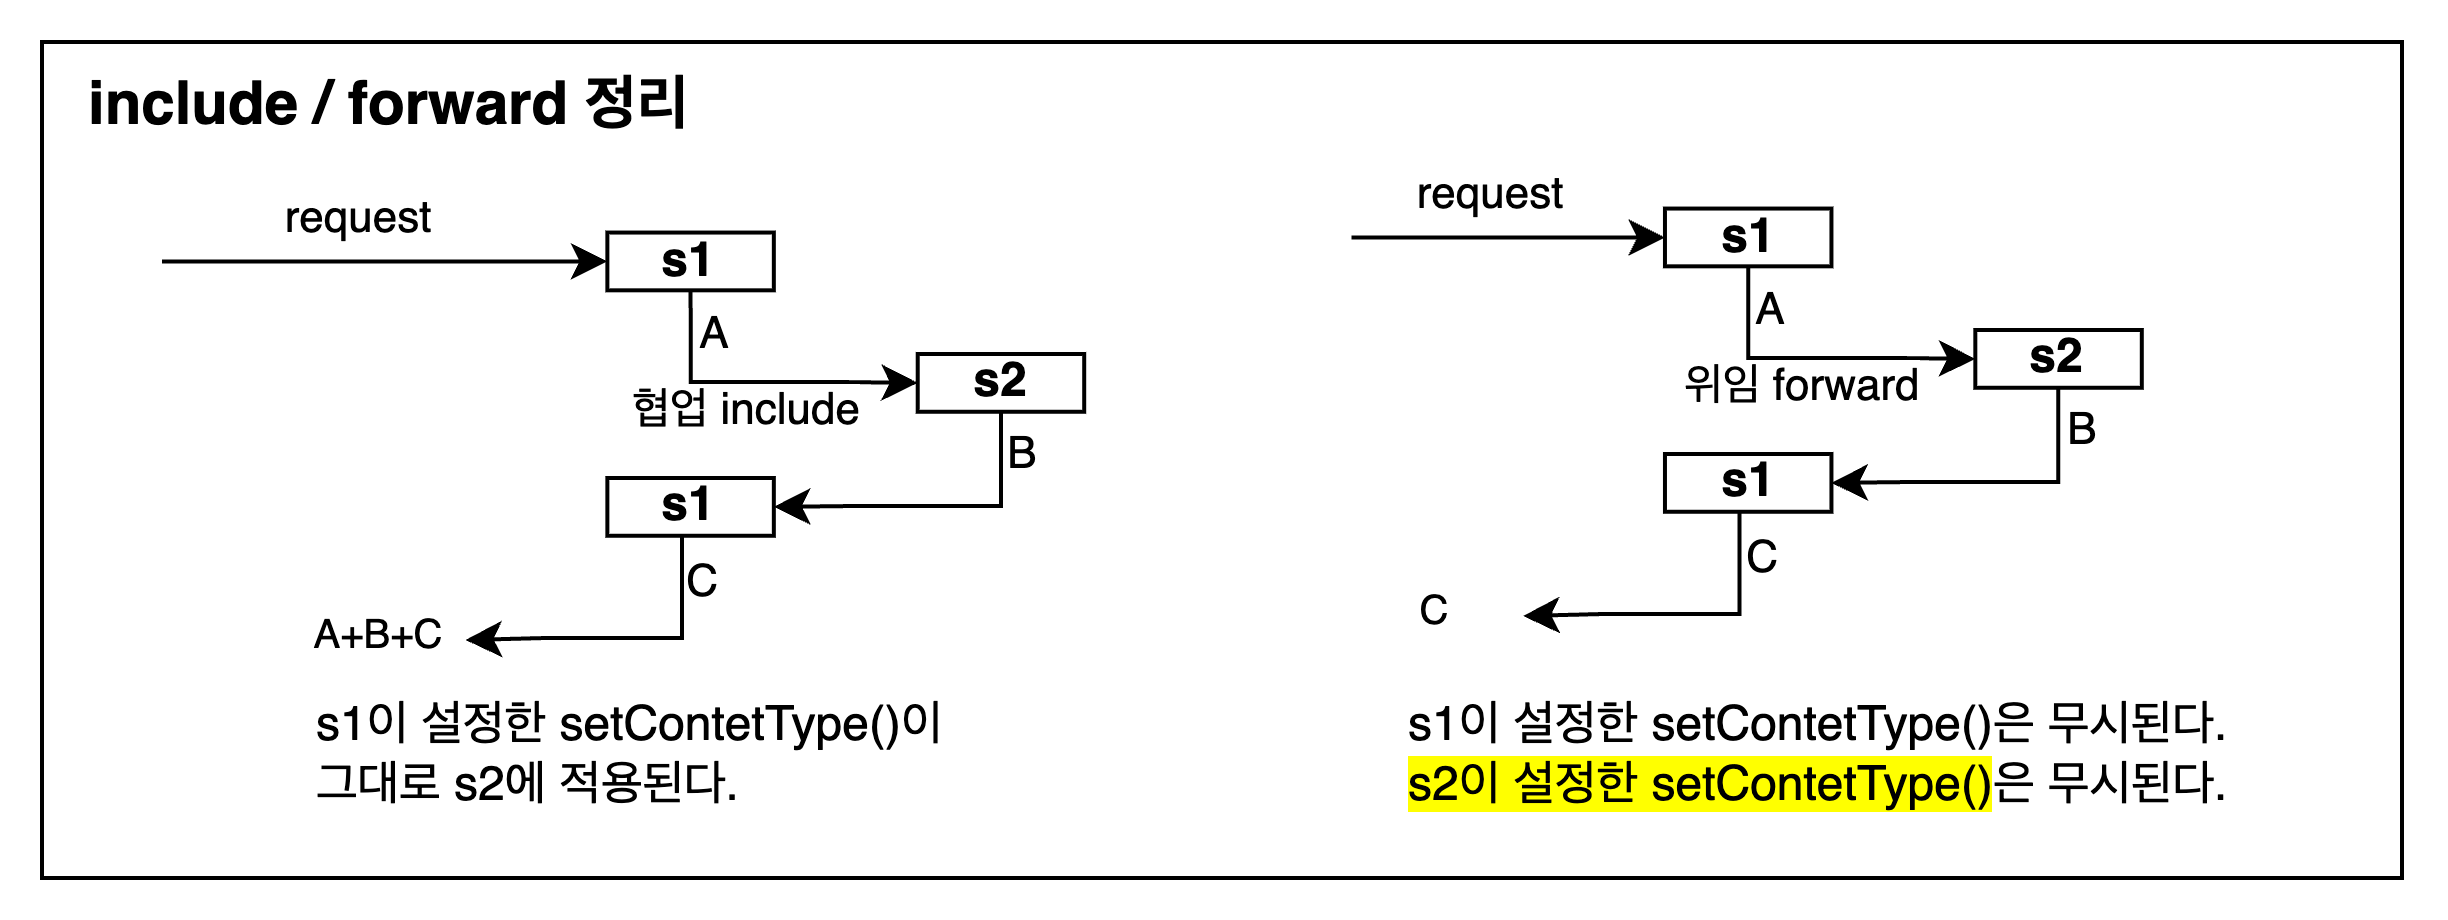 include / forward 정리
request
s1
A
협업 include
s2
B
s1
C
A+B+C
s1이 설정한 setContetType()이
그대로 s2에 적용된다.
request
s1
A
위임 forward
s2
B
s1
C
C
s1이 설정한 setContetType()은 무시된다.
s2이 설정한 setContetType()은 무시된다.